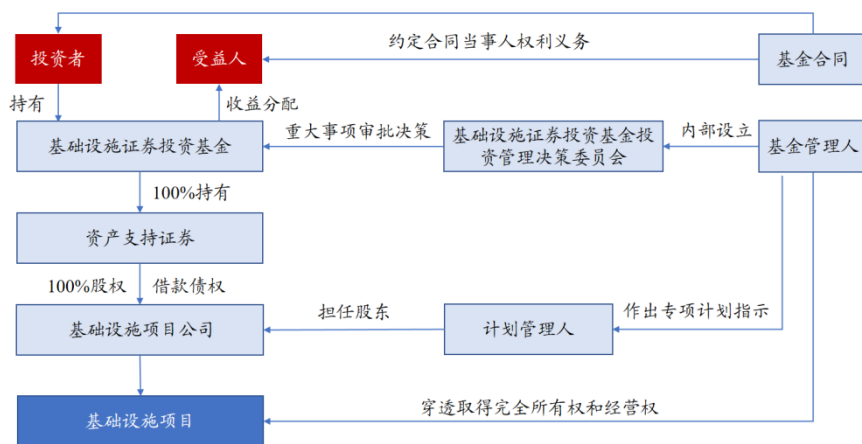 约定合同当事人权利义务
投资者
受益人
基金合同
持有
收益分配
基础设施证券投资基金
重大事项审批决策
基础设施证券投资基金投
资管理决策委员会
内部设立
基金管理人
100%持有
资产支持证券
100%股权
借款债权
基础设施项目公司
担任股东
计划管理人
作出专项计划指示
基础设施项目
穿透取得完全所有权和经营权